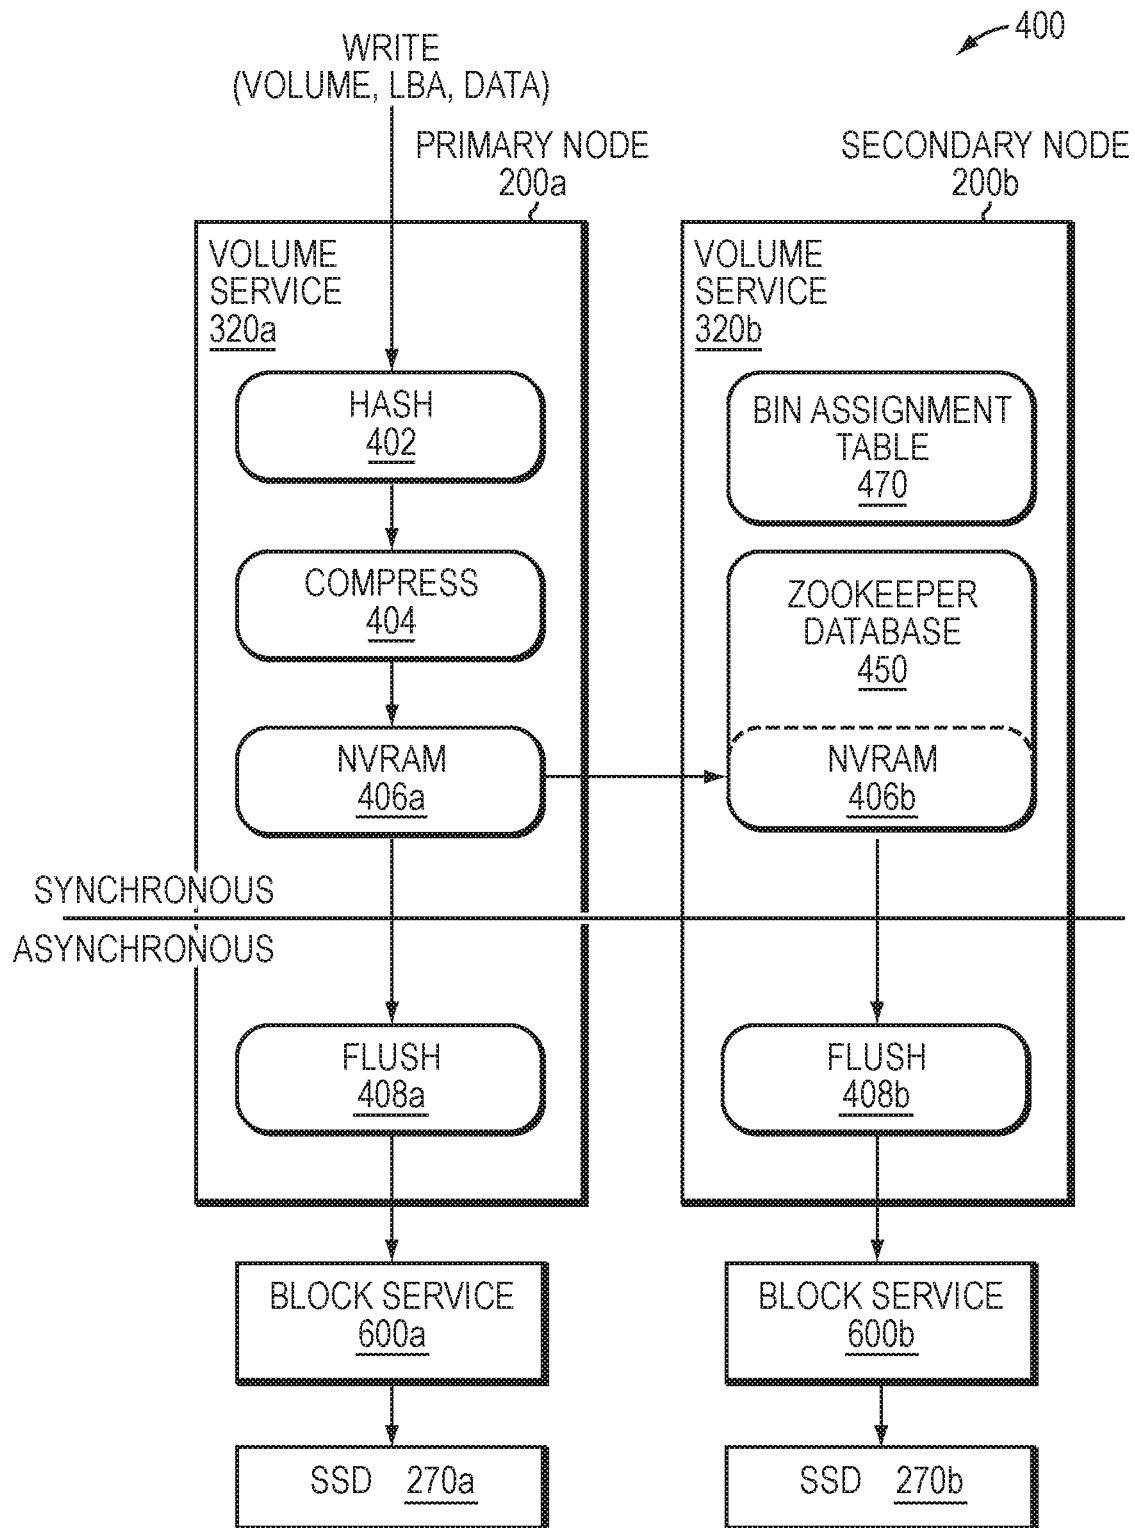 400
WRITE
(VOLUME, LBA, DATA)
PRIMARY NODE
200a
SECONDARY NODE
200b
VOLUME
SERVICE
320a
HASH
402
COMPRESS
404
NVRAM
406a
VOLUME
SERVICE
320b
BIN ASSIGNMENT
TABLE
470
ZOOKEEPER
DATABASE
450
NVRAM
406b
SYNCHRONOUS
ASYNCHRONOUS
FLUSH
408a
FLUSH
408b
BLOCK SERVICE
600a
BLOCK SERVICE
600b
SSD 270a
SSD 270b